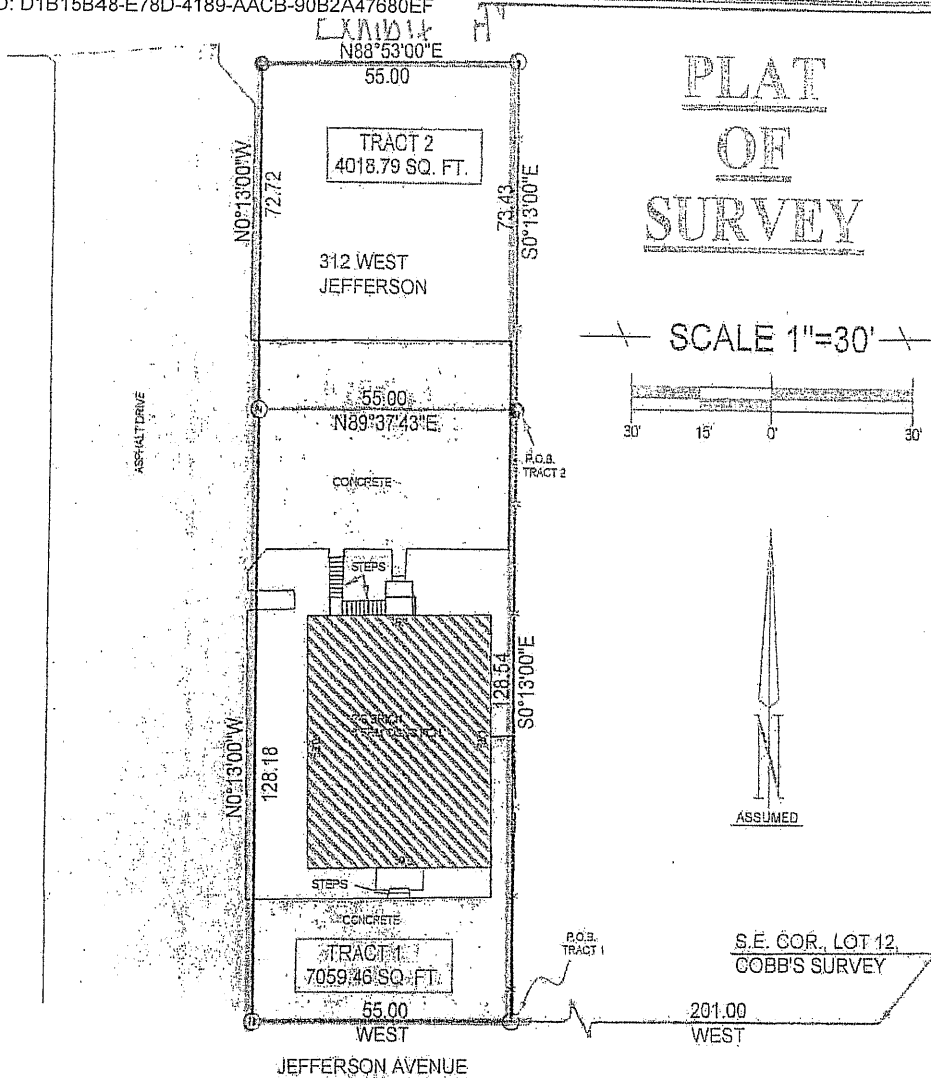 D: D1B15B48-E78D-4189-AACB-90B2A47680EF
Exhibit "A"
N88°53'00"E
55.00
PLAT
OF
SURVEY
TRACT 2
4018.79 SQ. FT.
N0°13'00"W
72.72
73.43
S0°13'00"E
312 WEST
JEFFERSON
SCALE 1"=30'
30' 15' 0' 30'
55.00
N89°37'43"E
ASPHALT DRIVE
P.O.B.
TRACT 2
CONCRETE
STEPS
128.54
S0°13'00"E
N0°13'00"W
128.18
N
ASSUMED
STEPS
CONCRETE
TRACT 1
7059.46 SQ. FT.
P.O.B.
TRACT 1
S.E. COR., LOT 12,
COBB'S SURVEY
55.00
WEST
201.00
WEST
JEFFERSON AVENUE